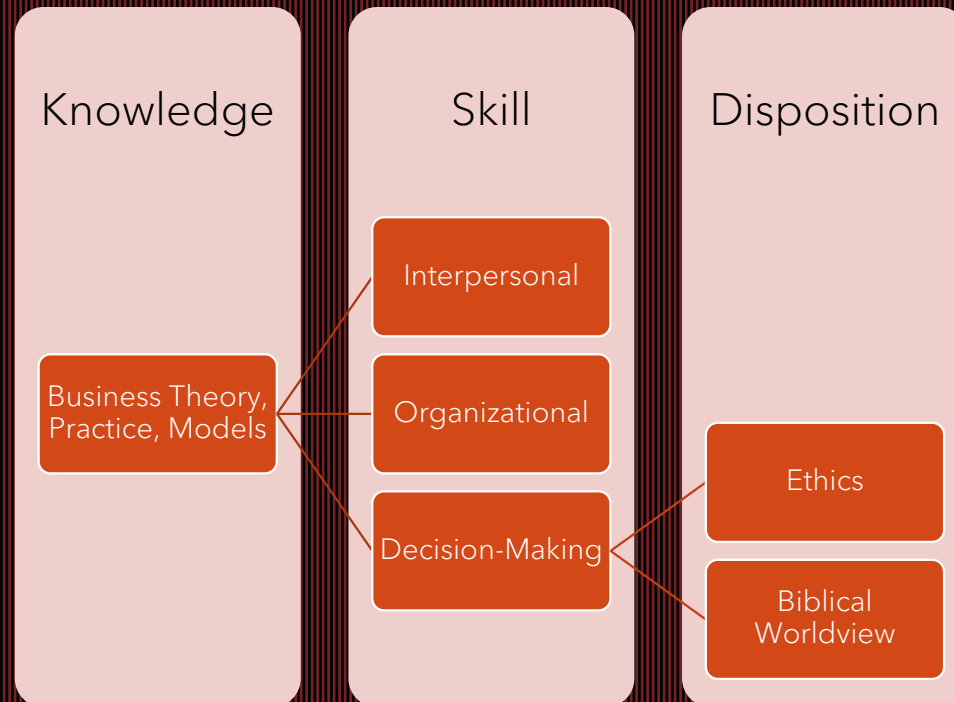 Knowledge
Skill
Disposition
Business Theory,
Practice, Models
Interpersonal
Organizational
Decision-Making
Ethics
Biblical
Worldview